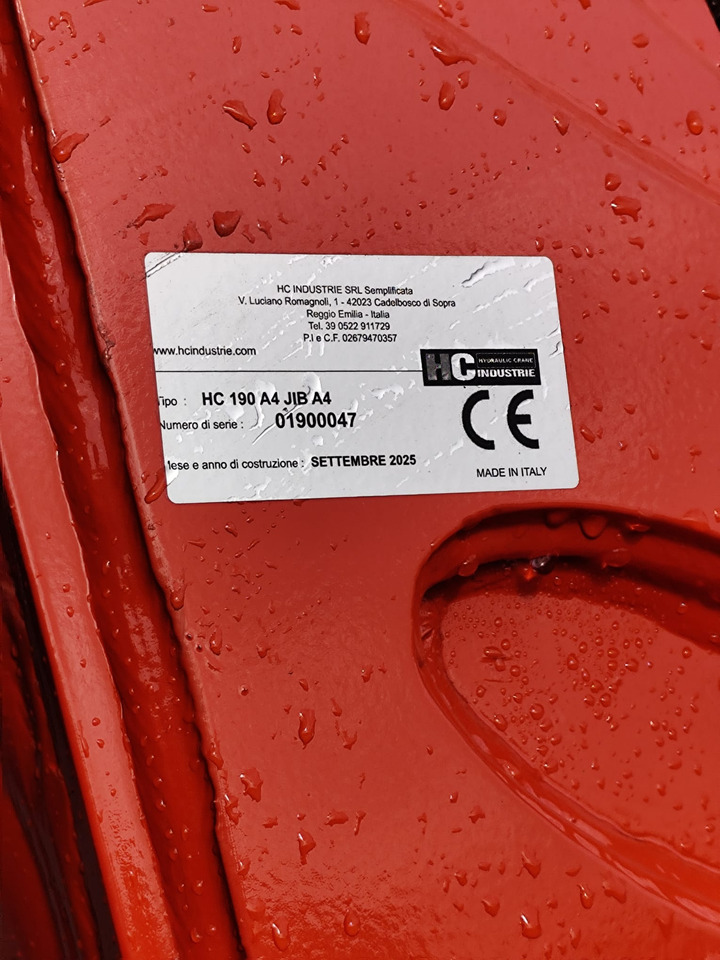 HC INDUSTRIE SRL Semplificata
V. Luciano Romagnoli, 1 - 42023 Cadelbosco di Sopra
Reggio Emilia - Italia
Tel. 39 0522 911729
P.I e C.F. 02679470357
www.hcindustrie.com
HC HYDRAULIC CRANE
INDUSTRIE
Tipo : HC 190 A4 JIB A4
Numero di serie : 01900047
Mese e anno di costruzione : SETTEMBRE 2025
CE
MADE IN ITALY